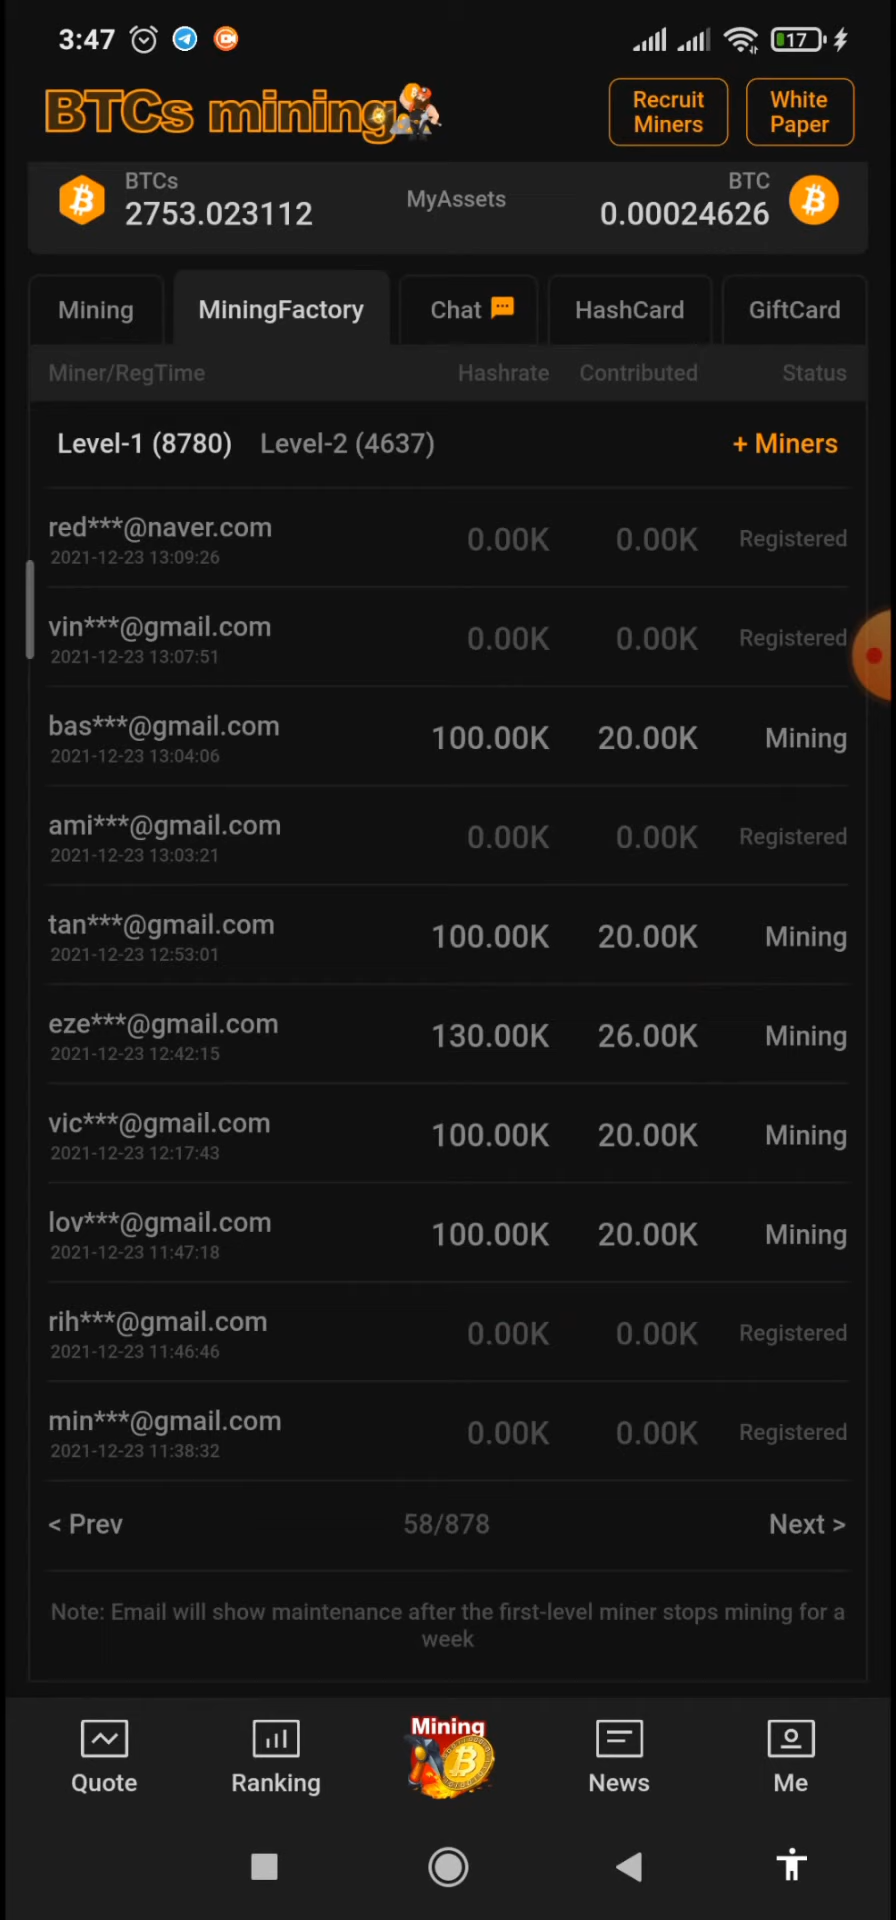 3:47
17
BTCs mining
Recruit Miners
White Paper
BTCs
2753.023112
MyAssets
BTC
0.00024626
Mining
MiningFactory
Chat
HashCard
GiftCard
Miner/RegTime Hashrate Contributed Status
Level-1 (8780) Level-2 (4637) + Miners
red***@naver.com 0.00K 0.00K Registered
2021-12-23 13:09:26
vin***@gmail.com 0.00K 0.00K Registered
2021-12-23 13:07:51
bas***@gmail.com 100.00K 20.00K Mining
2021-12-23 13:04:06
ami***@gmail.com 0.00K 0.00K Registered
2021-12-23 13:03:21
tan***@gmail.com 100.00K 20.00K Mining
2021-12-23 12:53:01
eze***@gmail.com 130.00K 26.00K Mining
2021-12-23 12:42:15
vic***@gmail.com 100.00K 20.00K Mining
2021-12-23 12:17:43
lov***@gmail.com 100.00K 20.00K Mining
2021-12-23 11:47:18
rih***@gmail.com 0.00K 0.00K Registered
2021-12-23 11:46:46
min***@gmail.com 0.00K 0.00K Registered
2021-12-23 11:38:32
< Prev 58/878 Next >
Note: Email will show maintenance after the first-level miner stops mining for a
week
Mining
Quote Ranking News Me